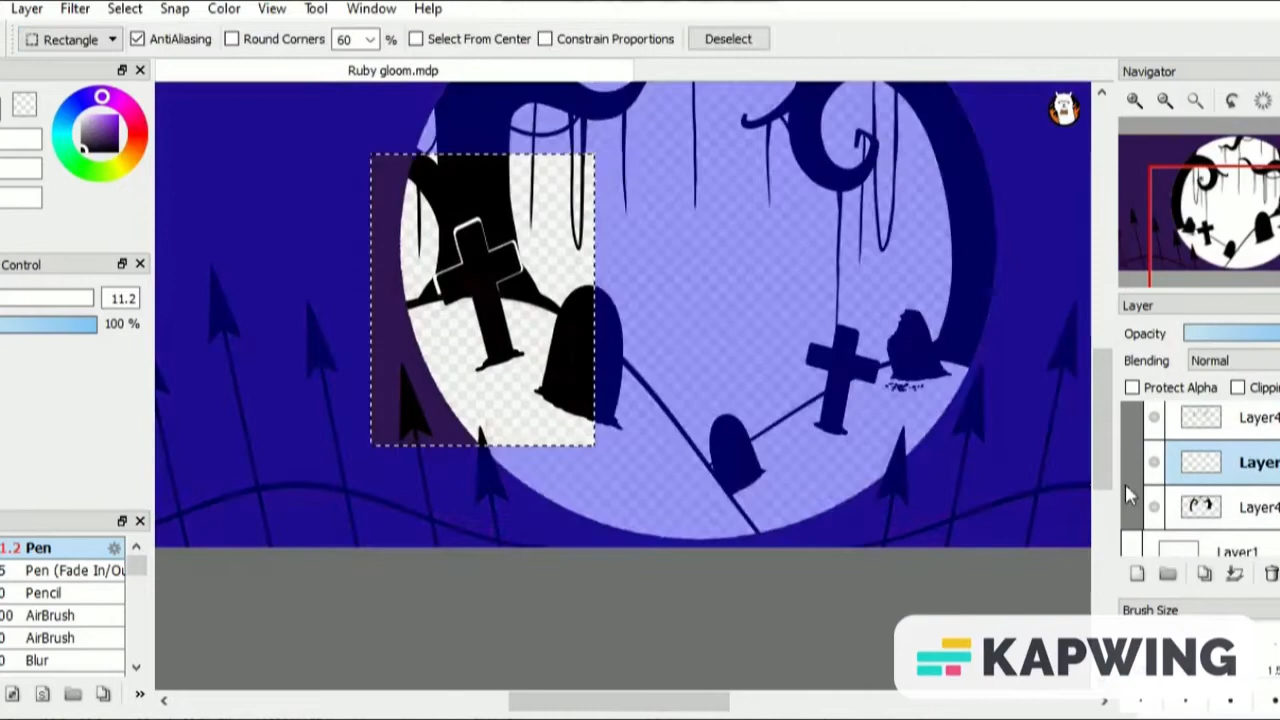 Layer Filter Select Snap Color View Tool Window Help
Rectangle AntiAliasing Round Corners 60 % Select From Center Constrain Proportions Deselect
Ruby gloom.mdp
Navigator
Control
11.2
100 %
Layer
Opacity
Blending Normal
Protect Alpha Clippi
Layer4
Layer
Layer4
Layer1
1.2 Pen
5 Pen (Fade In/Ou
0 Pencil
00 AirBrush
0 AirBrush
0 Blur
Brush Size
KAPWING